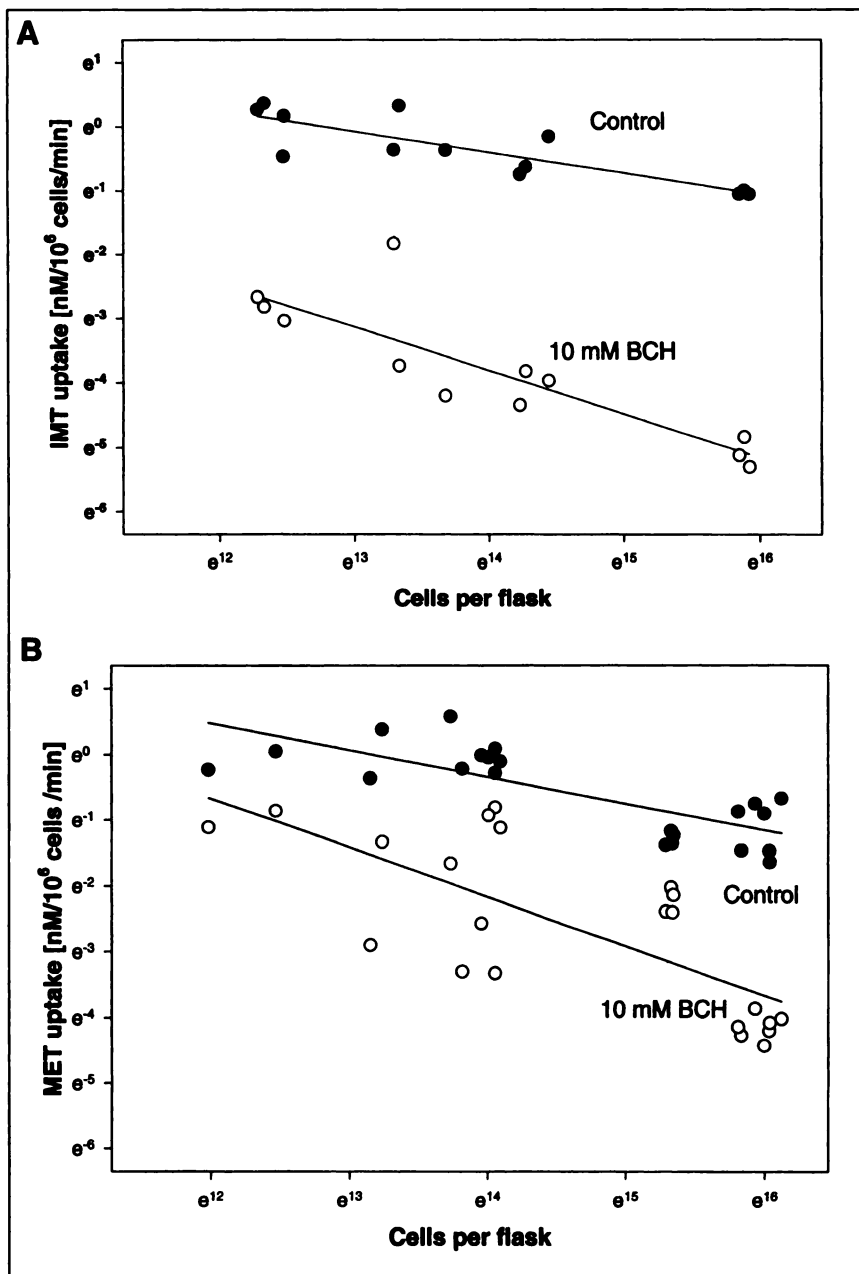 A
IMT uptake [nM/10⁶ cells/min]
e¹
e⁰
e⁻¹
e⁻²
e⁻³
e⁻⁴
e⁻⁵
e⁻⁶
Control
10 mM BCH
e¹² e¹³ e¹⁴ e¹⁵ e¹⁶
Cells per flask
B
MET uptake [nM/10⁶ cells /min]
e¹
e⁰
e⁻¹
e⁻²
e⁻³
e⁻⁴
e⁻⁵
e⁻⁶
Control
10 mM BCH
e¹² e¹³ e¹⁴ e¹⁵ e¹⁶
Cells per flask